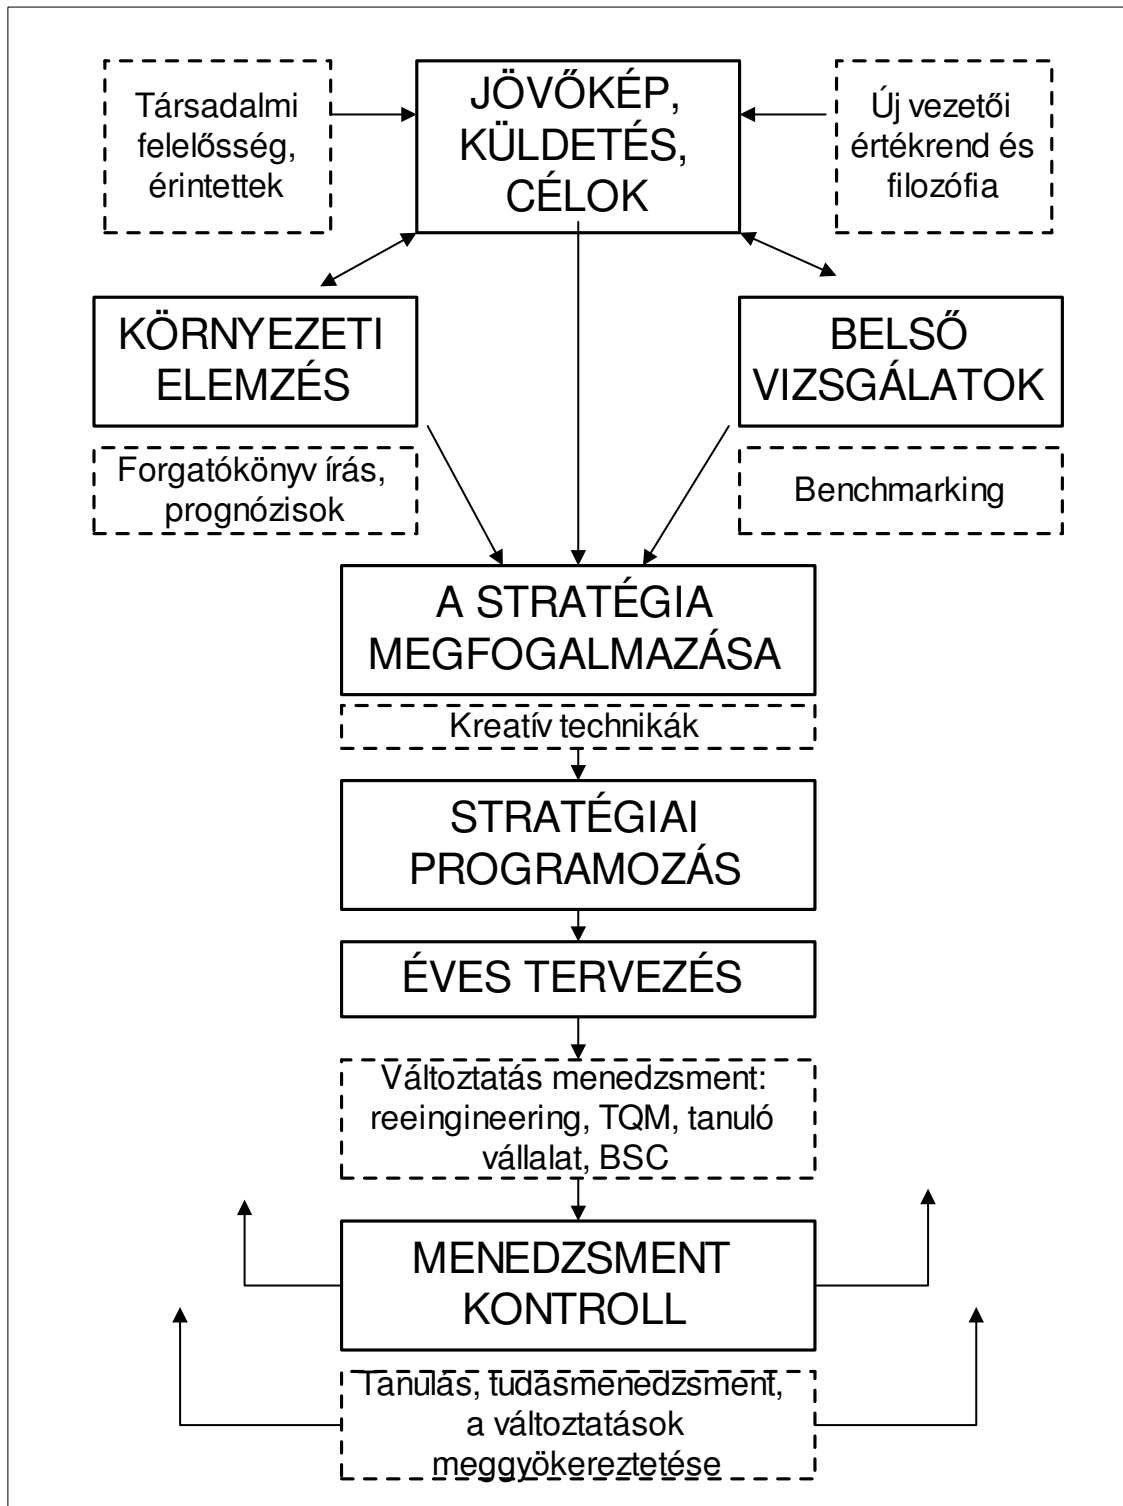 Társadalmi
felelősség,
érintettek
JÖVŐKÉP,
KÜLDETÉS,
CÉLOK
Új vezetői
értékrend és
filozófia
KÖRNYEZETI
ELEMZÉS
BELSŐ
VIZSGÁLATOK
Forgatókönyv írás,
prognózisok
Benchmarking
A STRATÉGIA
MEGFOGALMAZÁSA
Kreatív technikák
STRATÉGIAI
PROGRAMOZÁS
ÉVES TERVEZÉS
Változtatás menedzsment:
reeingineering, TQM, tanuló
vállalat, BSC
MENEDZSMENT
KONTROLL
Tanulás, tudásmenedzsment,
a változtatások
meggyökereztetése